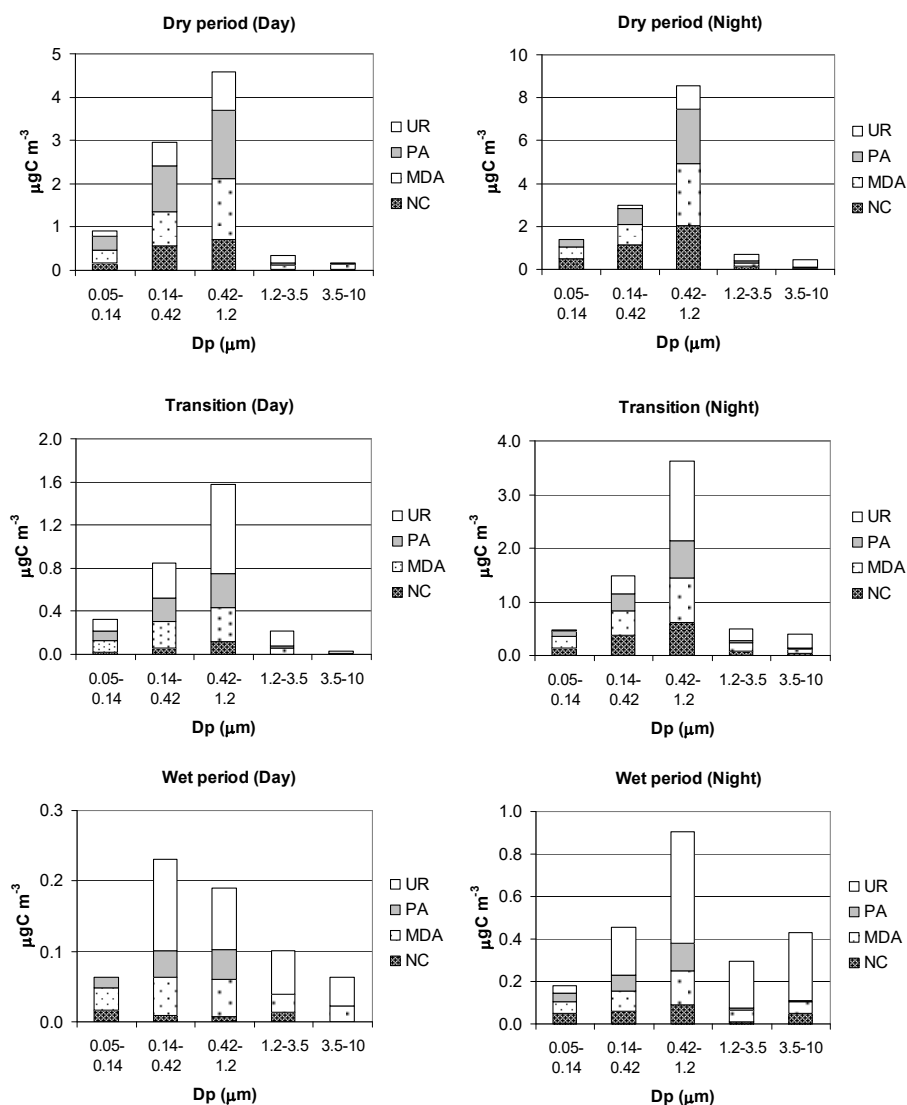 Dry period (Day)
5
4
3
2
1
0
µgC m⁻³
0.05-0.14
0.14-0.42
0.42-1.2
1.2-3.5
3.5-10
Dp (µm)
UR
PA
MDA
NC
Dry period (Night)
10
8
6
4
2
0
µgC m⁻³
0.05-0.14
0.14-0.42
0.42-1.2
1.2-3.5
3.5-10
Dp (µm)
UR
PA
MDA
NC
Transition (Day)
2.0
1.6
1.2
0.8
0.4
0.0
µgC m⁻³
0.05-0.14
0.14-0.42
0.42-1.2
1.2-3.5
3.5-10
Dp (µm)
UR
PA
MDA
NC
Transition (Night)
4.0
3.0
2.0
1.0
0.0
µgC m⁻³
0.05-0.14
0.14-0.42
0.42-1.2
1.2-3.5
3.5-10
Dp (µm)
UR
PA
MDA
NC
Wet period (Day)
0.3
0.2
0.1
0.0
µgC m⁻³
0.05-0.14
0.14-0.42
0.42-1.2
1.2-3.5
3.5-10
Dp (µm)
UR
PA
MDA
NC
Wet period (Night)
1.0
0.8
0.6
0.4
0.2
0.0
µgC m⁻³
0.05-0.14
0.14-0.42
0.42-1.2
1.2-3.5
3.5-10
Dp (µm)
UR
PA
MDA
NC